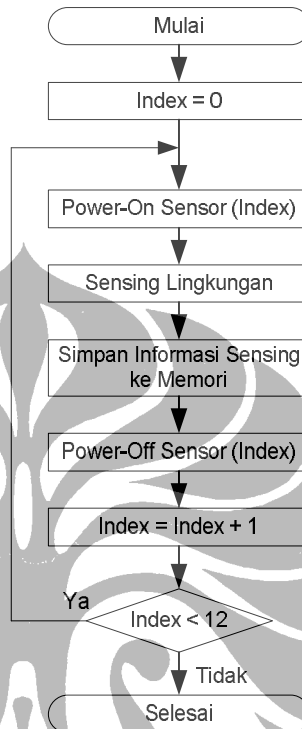 Mulai
Index = 0
Power-On Sensor (Index)
Sensing Lingkungan
Simpan Informasi Sensing
ke Memori
Power-Off Sensor (Index)
Index = Index + 1
Ya
Index < 12
Tidak
Selesai